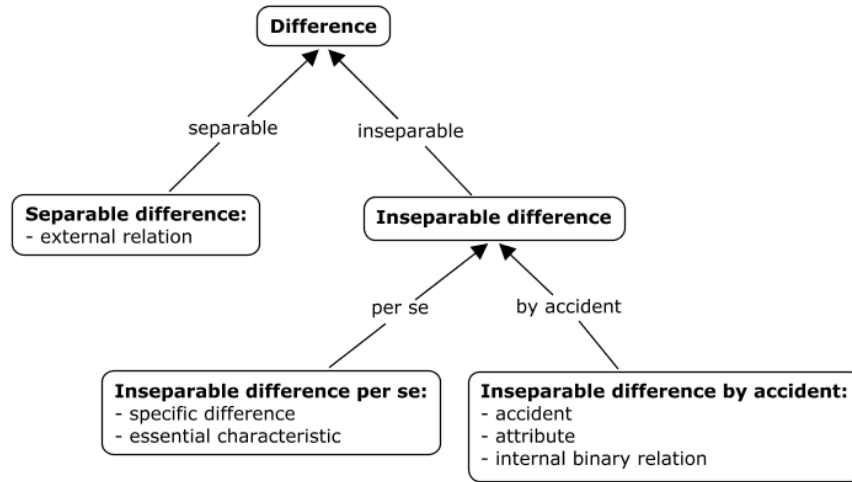 Difference
separable
inseparable
Separable difference:
- external relation
Inseparable difference
per se
by accident
Inseparable difference per se:
- specific difference
- essential characteristic
Inseparable difference by accident:
- accident
- attribute
- internal binary relation